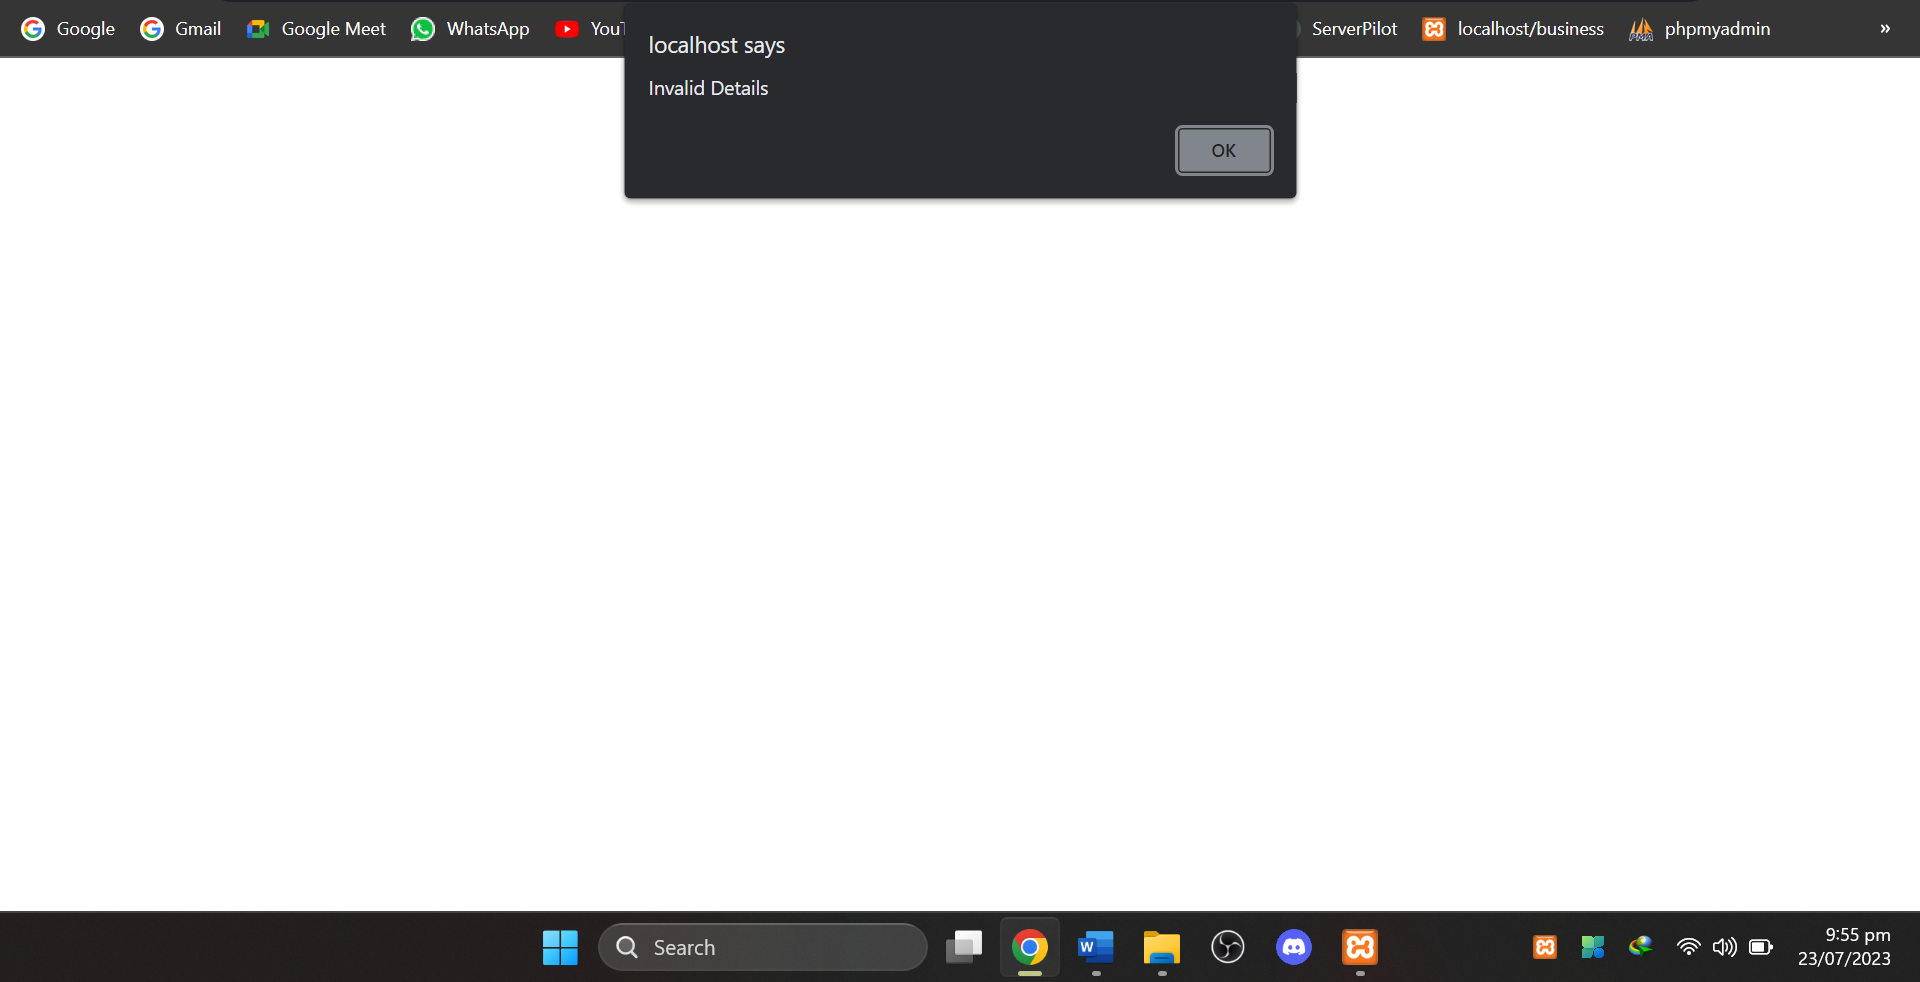 Google Gmail Google Meet WhatsApp YouT ServerPilot localhost/business phpmyadmin »
localhost says
Invalid Details
OK
Search
9:55 pm
23/07/2023